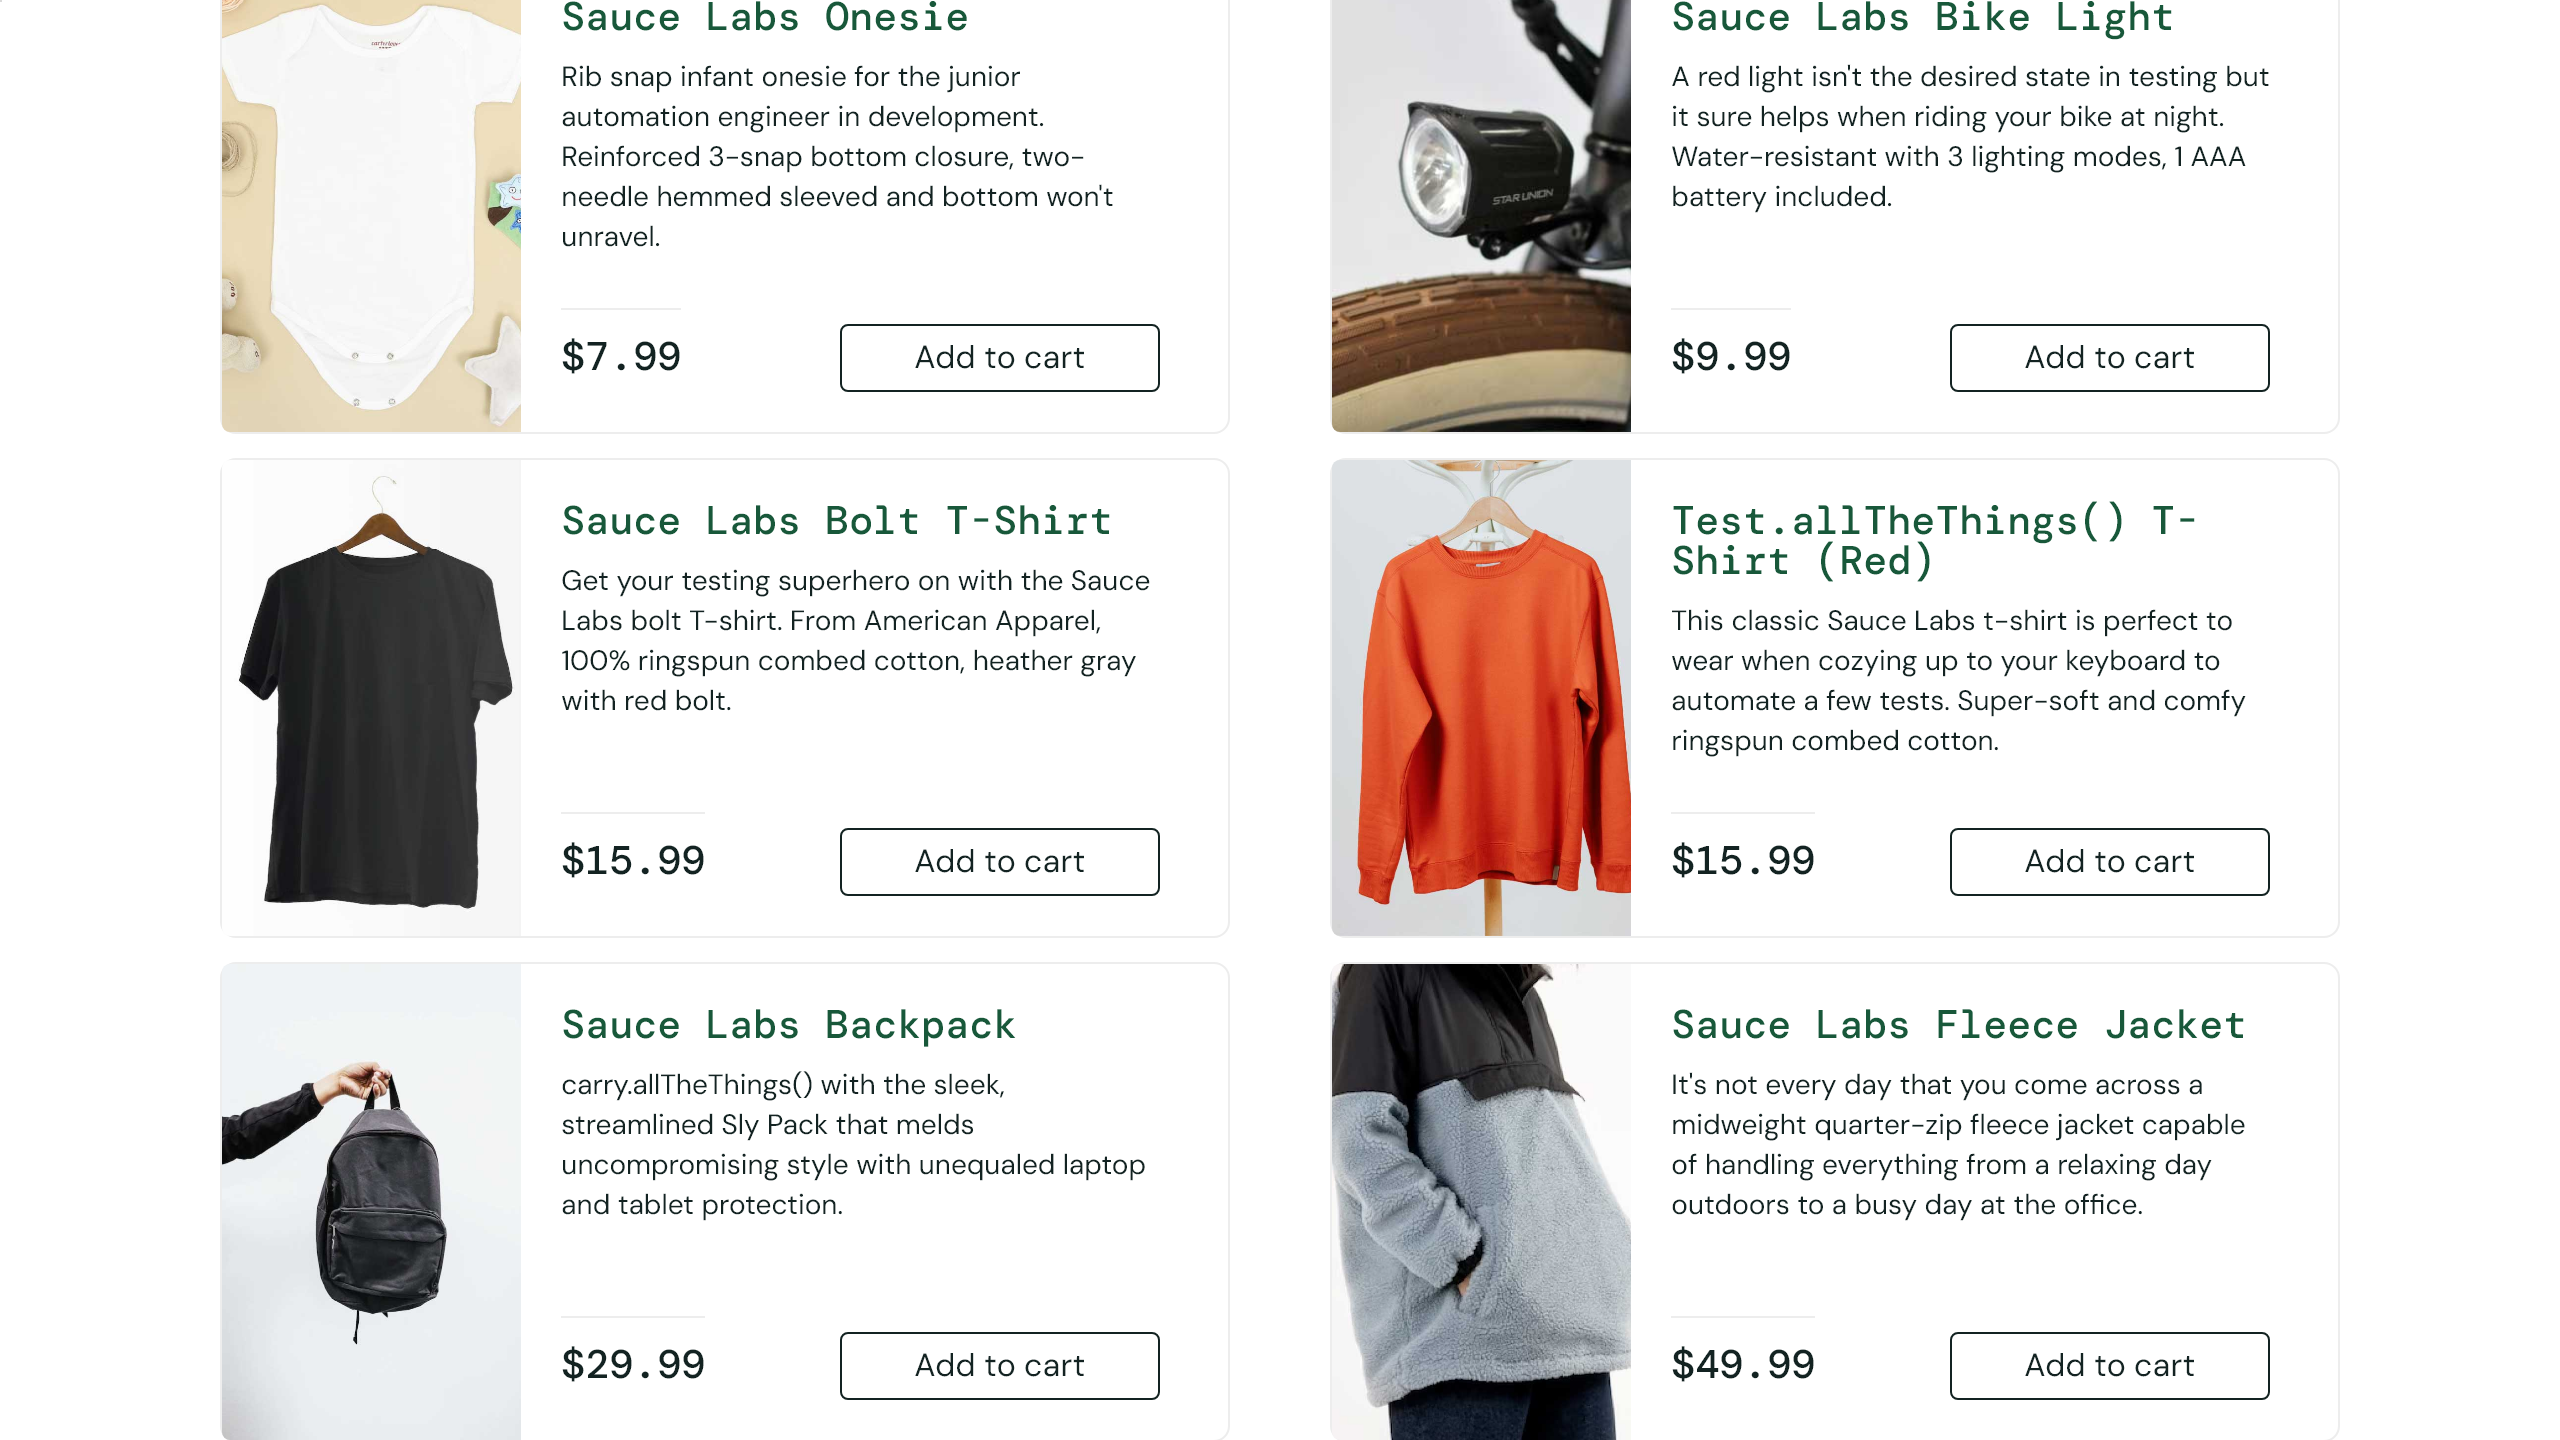 Sauce Labs Onesie
Rib snap infant onesie for the junior
automation engineer in development.
Reinforced 3-snap bottom closure, two-
needle hemmed sleeved and bottom won't
unravel.
$7.99
Add to cart
Sauce Labs Bike Light
A red light isn't the desired state in testing but
it sure helps when riding your bike at night.
Water-resistant with 3 lighting modes, 1 AAA
battery included.
$9.99
Add to cart
STAR UNION
Sauce Labs Bolt T-Shirt
Get your testing superhero on with the Sauce
Labs bolt T-shirt. From American Apparel,
100% ringspun combed cotton, heather gray
with red bolt.
$15.99
Add to cart
Test.allTheThings() T-
Shirt (Red)
This classic Sauce Labs t-shirt is perfect to
wear when cozying up to your keyboard to
automate a few tests. Super-soft and comfy
ringspun combed cotton.
$15.99
Add to cart
Sauce Labs Backpack
carry.allTheThings() with the sleek,
streamlined Sly Pack that melds
uncompromising style with unequaled laptop
and tablet protection.
$29.99
Add to cart
Sauce Labs Fleece Jacket
It's not every day that you come across a
midweight quarter-zip fleece jacket capable
of handling everything from a relaxing day
outdoors to a busy day at the office.
$49.99
Add to cart